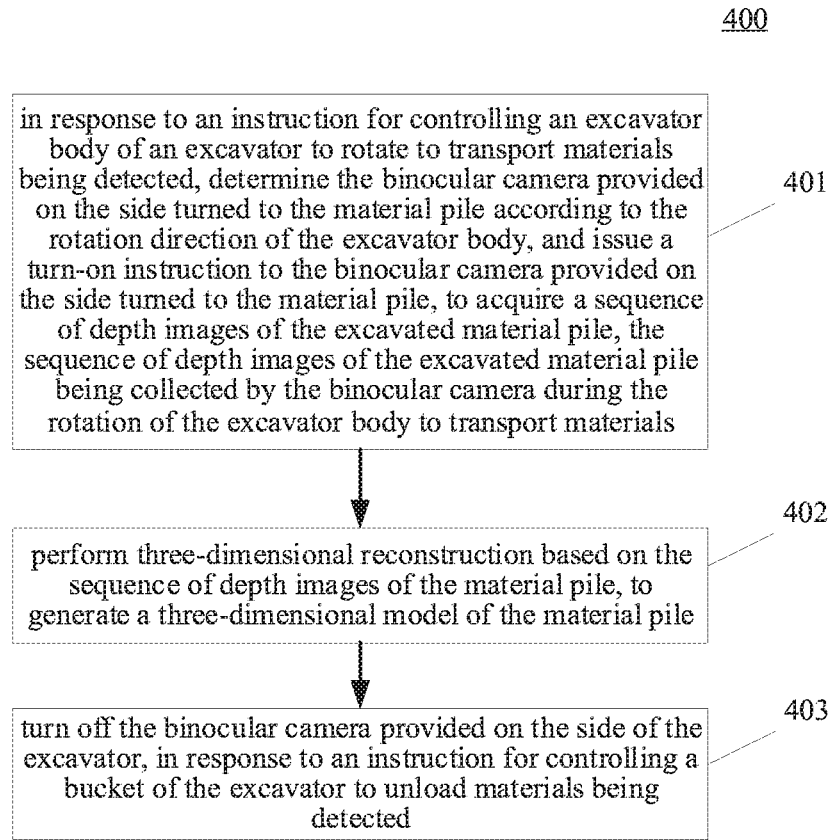 400
in response to an instruction for controlling an excavator
body of an excavator to rotate to transport materials
being detected, determine the binocular camera provided
on the side turned to the material pile according to the
rotation direction of the excavator body, and issue a
turn-on instruction to the binocular camera provided on
the side turned to the material pile, to acquire a sequence
of depth images of the excavated material pile, the
sequence of depth images of the excavated material pile
being collected by the binocular camera during the
rotation of the excavator body to transport materials
401
perform three-dimensional reconstruction based on the
sequence of depth images of the material pile, to
generate a three-dimensional model of the material pile
402
turn off the binocular camera provided on the side of the
excavator, in response to an instruction for controlling a
bucket of the excavator to unload materials being
detected
403